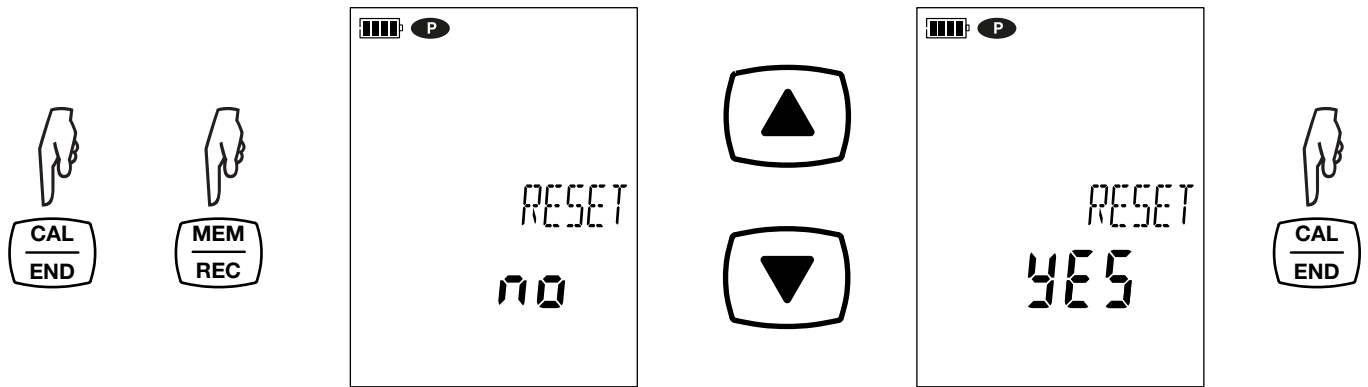 CAL
END
MEM
REC
P
RESET
no
P
RESET
YES
CAL
END